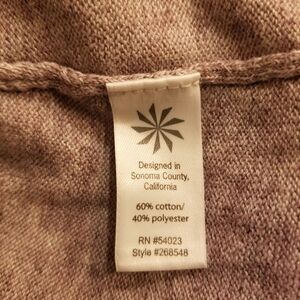 Designed in
Sonoma County,
California
60% cotton/
40% polyester
RN #54023
Style #268548